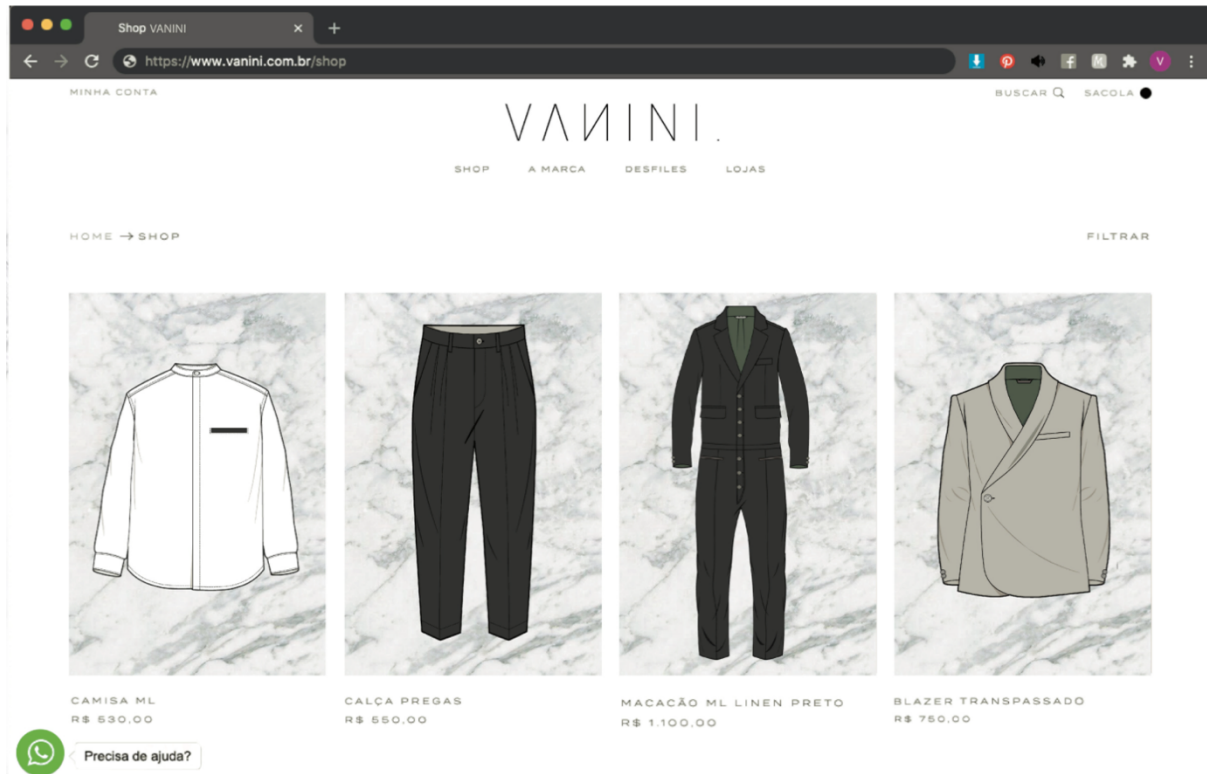 Shop VANINI
https://www.vanini.com.br/shop
V
MINHA CONTA
BUSCAR
SACOLA
VANINI.
SHOP
A MARCA
DESFILES
LOJAS
HOME → SHOP
FILTRAR
CAMISA ML
R$ 530,00
CALÇA PREGAS
R$ 550,00
MACACÃO ML LINEN PRETO
R$ 1.100,00
BLAZER TRANSPASSADO
R$ 750,00
Precisa de ajuda?